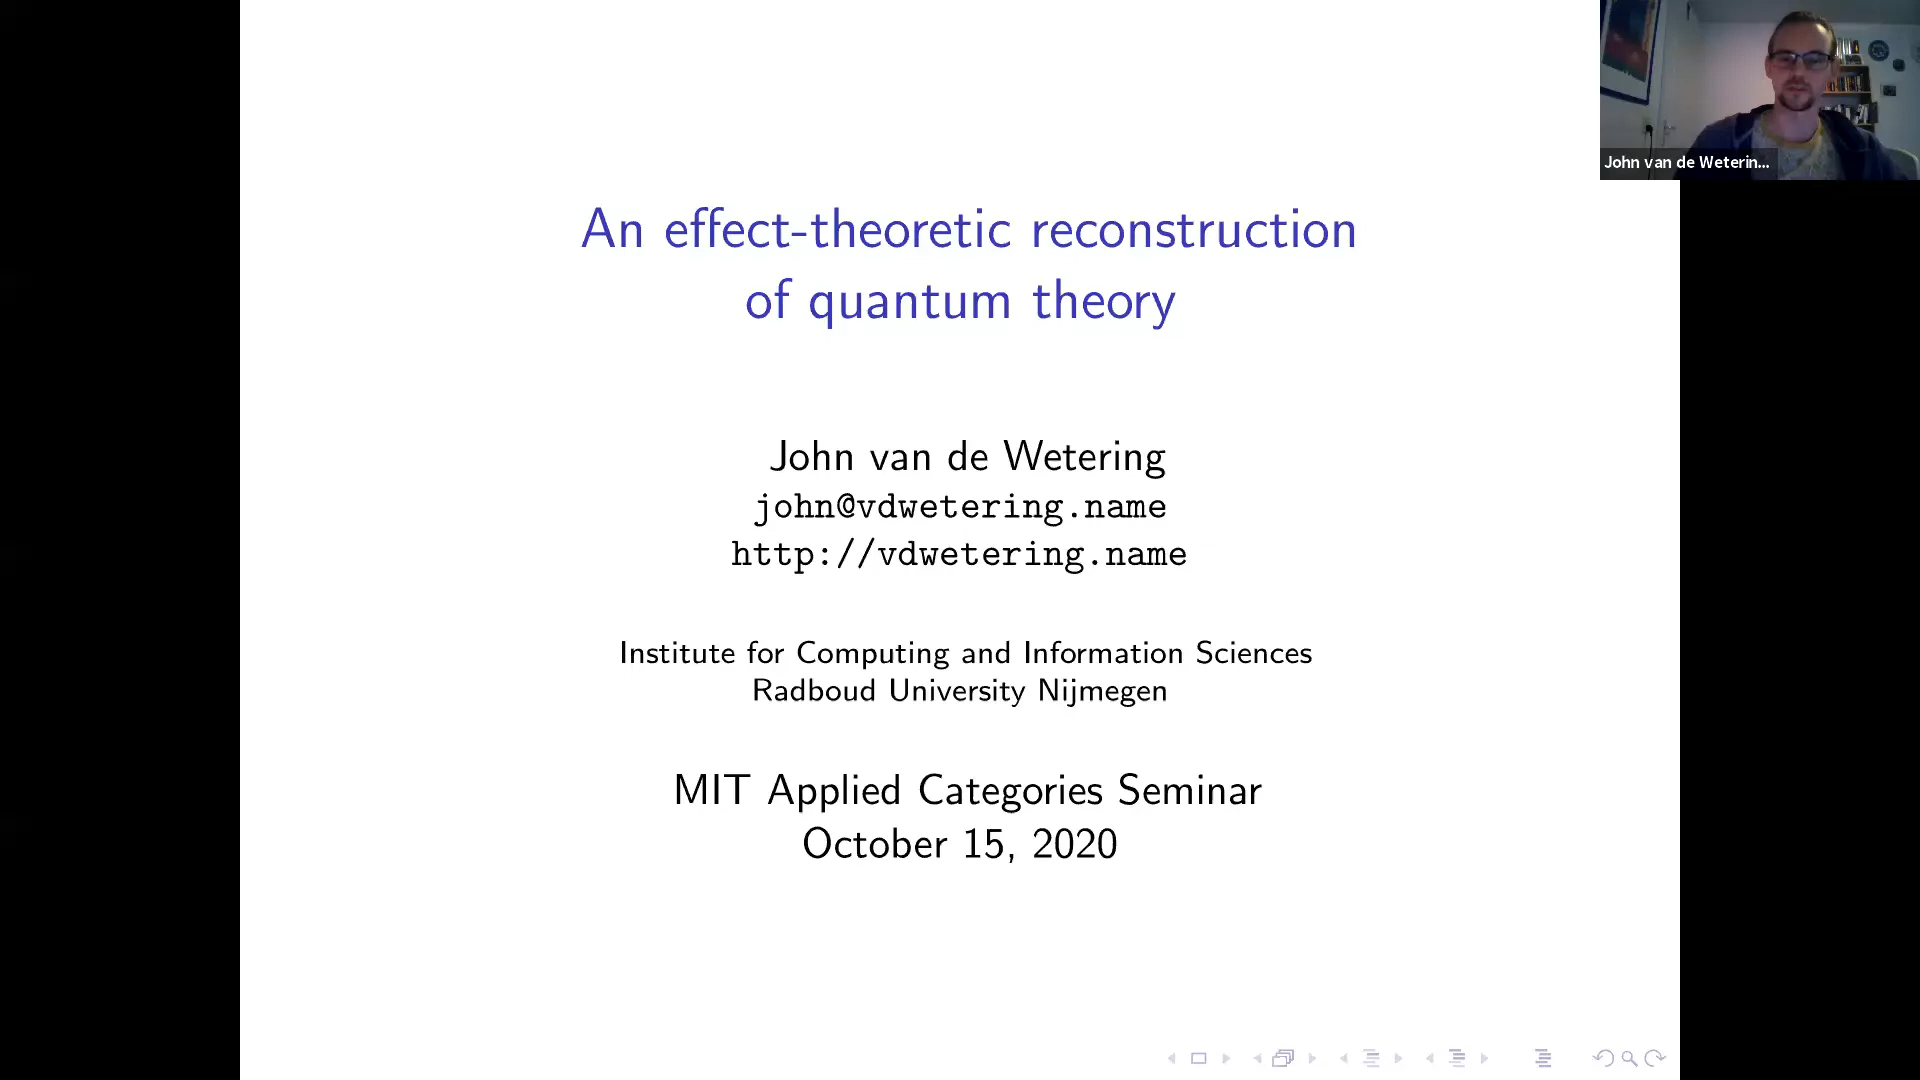 John van de Weterin...
An effect-theoretic reconstruction
of quantum theory
John van de Wetering
john@vdwetering.name
http://vdwetering.name
Institute for Computing and Information Sciences
Radboud University Nijmegen
MIT Applied Categories Seminar
October 15, 2020